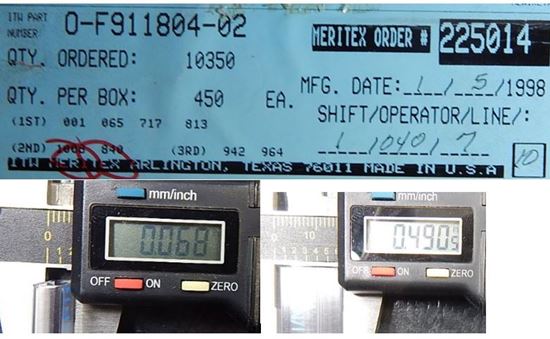 ITW PART NUMBER: O-F911804-02
MERITEX ORDER # 225014
QTY. ORDERED: 10350
MFG. DATE: 1/5/1998
QTY. PER BOX: 450 EA.
SHIFT/OPERATOR/LINE/:
(1ST) 001 065 717 813
1 1040 7
(2ND) 1008 840 (3RD) 942 964
10
ITW MERITEX ARLINGTON, TEXAS 76011 MADE IN U.S.A
mm/inch
0.068
OFF ON ZERO
0
mm/inch
0.4905
OFF ON ZERO
10